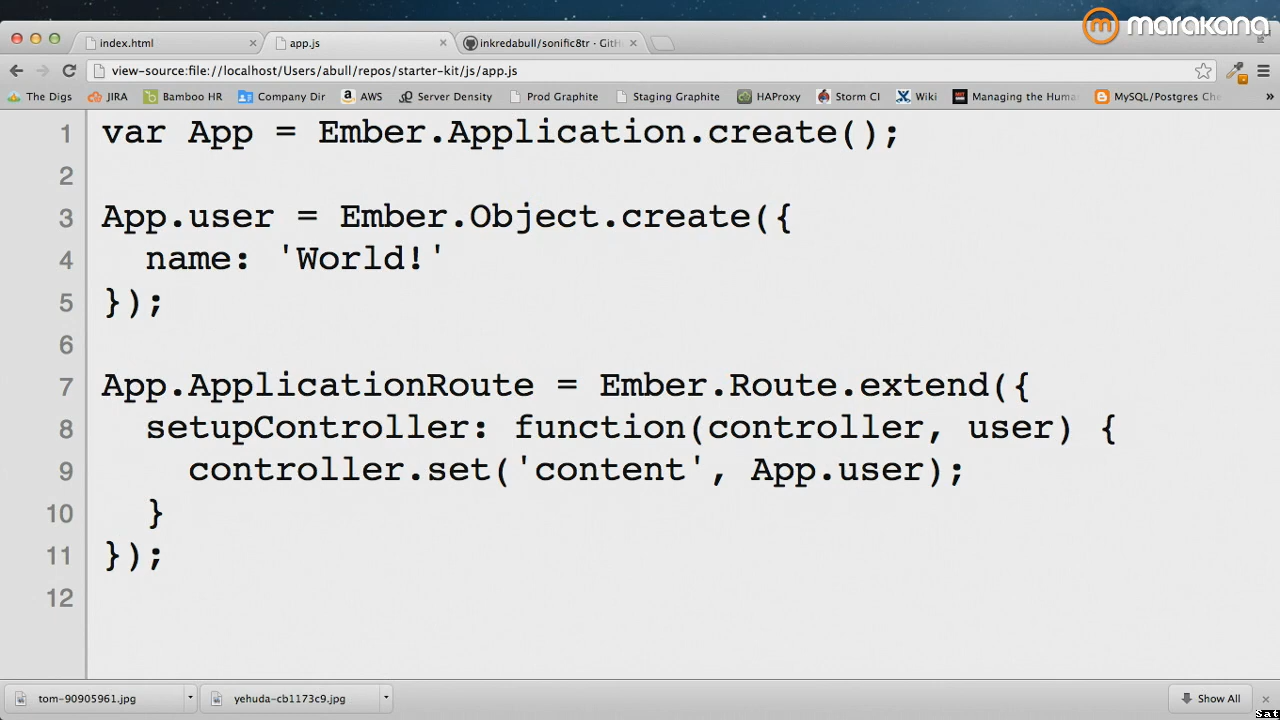 marakana
index.html
app.js
inkredabull/sonific8tr · GitH
view-source:file://localhost/Users/abull/repos/starter-kit/js/app.js
The Digs
JIRA
Bamboo HR
Company Dir
AWS
Server Density
Prod Graphite
Staging Graphite
HAProxy
Storm CI
Wiki
Managing the Huma
MySQL/Postgres Che
»
1 var App = Ember.Application.create();
2
3 App.user = Ember.Object.create({
4 name: 'World!'
5 });
6
7 App.ApplicationRoute = Ember.Route.extend({
8 setupController: function(controller, user) {
9 controller.set('content', App.user);
10 }
11 });
12
tom-90905961.jpg
yehuda-cb1173c9.jpg
Show All
sat